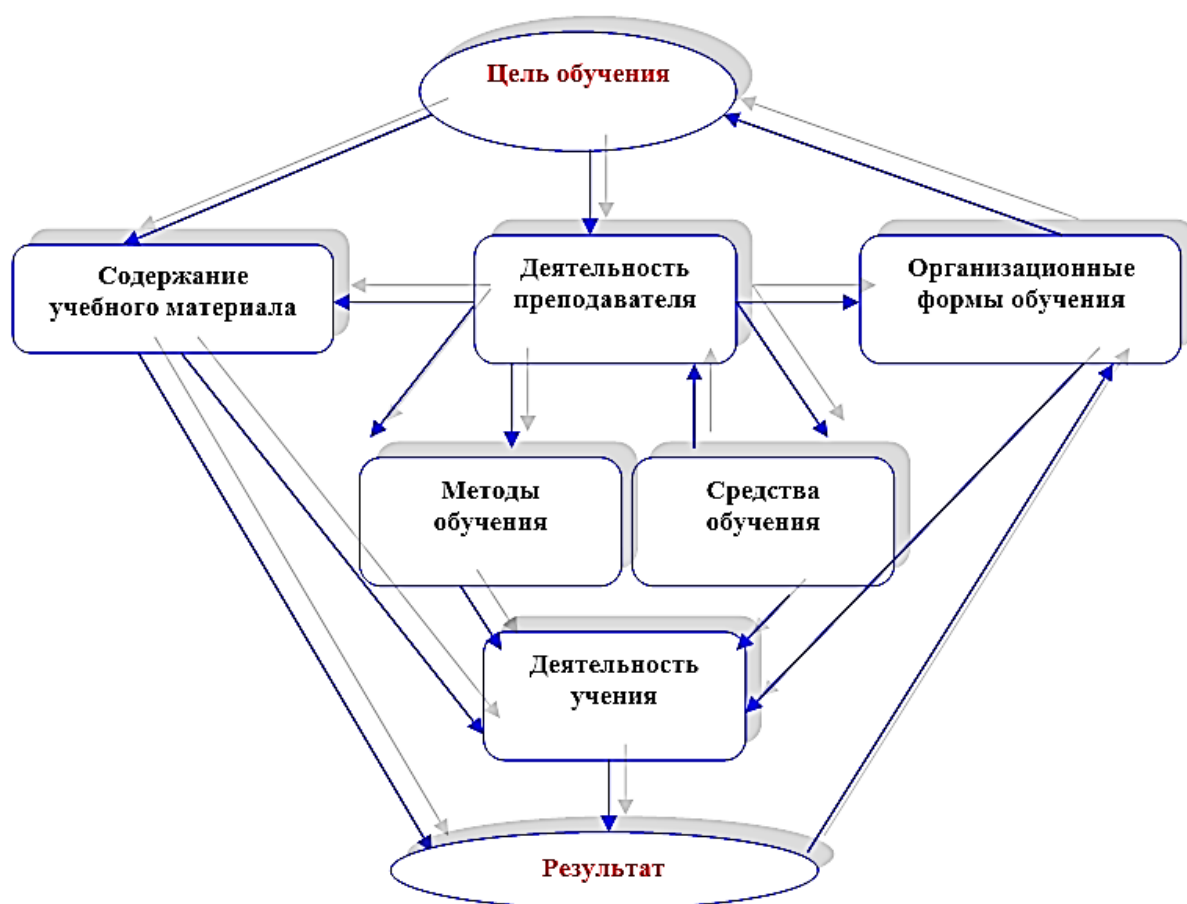 Цель обучения
Содержание
учебного материала
Деятельность
преподавателя
Организационные
формы обучения
Методы
обучения
Средства
обучения
Деятельность
учения
Результат